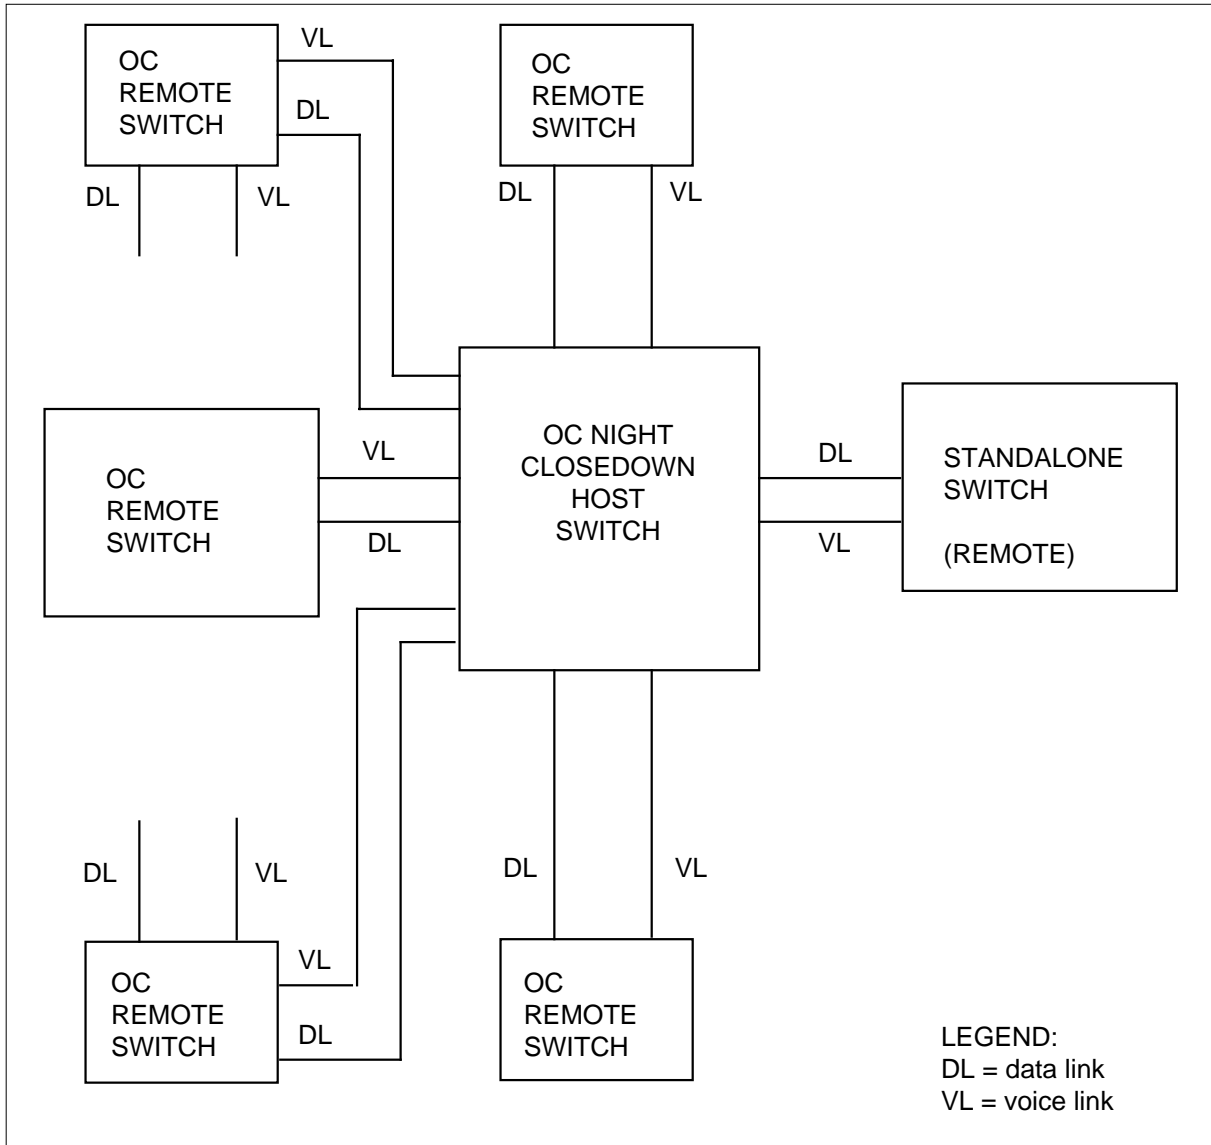 OC
REMOTE
SWITCH
VL
DL
DL
VL
OC
REMOTE
SWITCH
DL
VL
OC
REMOTE
SWITCH
VL
DL
OC NIGHT
CLOSEDOWN
HOST
SWITCH
DL
VL
STANDALONE
SWITCH
(REMOTE)
DL
VL
OC
REMOTE
SWITCH
VL
DL
DL
VL
OC
REMOTE
SWITCH
LEGEND:
DL = data link
VL = voice link